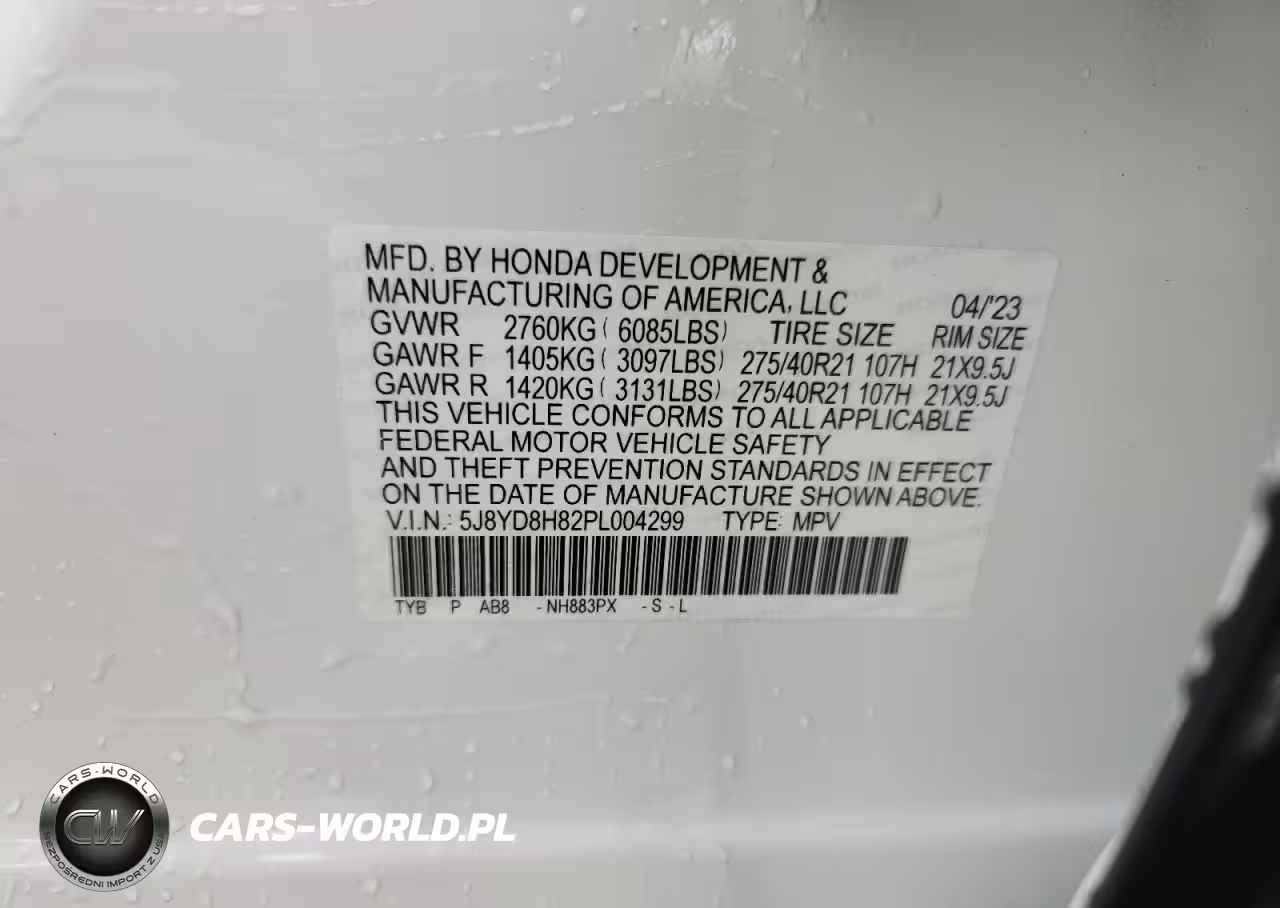 MFD. BY HONDA DEVELOPMENT &
MANUFACTURING OF AMERICA, LLC 04/'23
GVWR 2760KG ( 6085LBS) TIRE SIZE RIM SIZE
GAWR F 1405KG ( 3097LBS) 275/40R21 107H 21X9.5J
GAWR R 1420KG ( 3131LBS) 275/40R21 107H 21X9.5J
THIS VEHICLE CONFORMS TO ALL APPLICABLE
FEDERAL MOTOR VEHICLE SAFETY
AND THEFT PREVENTION STANDARDS IN EFFECT
ON THE DATE OF MANUFACTURE SHOWN ABOVE.
V.I.N.: 5J8YD8H82PL004299 TYPE: MPV
TYB P AB8 -NH883PX -S -L
CARS-WORLD
CW
BEZPOŚREDNI IMPORT Z USA
CARS-WORLD.PL